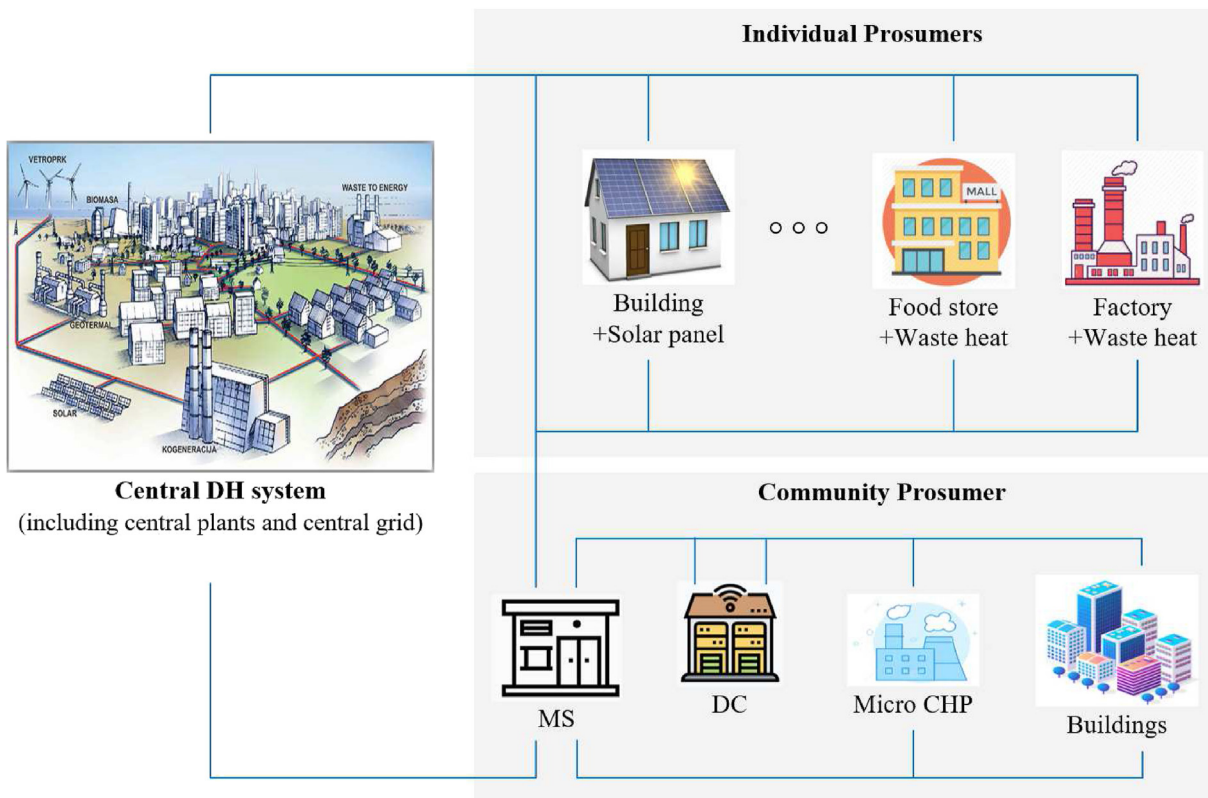 Individual Prosumers
VETROPRK
BIOMASA
WASTE TO ENERGY
GEOTERMAL
SOLAR
KOGENERACIJA
MALL
Building
+Solar panel
Food store
+Waste heat
Factory
+Waste heat
Central DH system
(including central plants and central grid)
Community Prosumer
MS
DC
Micro CHP
Buildings